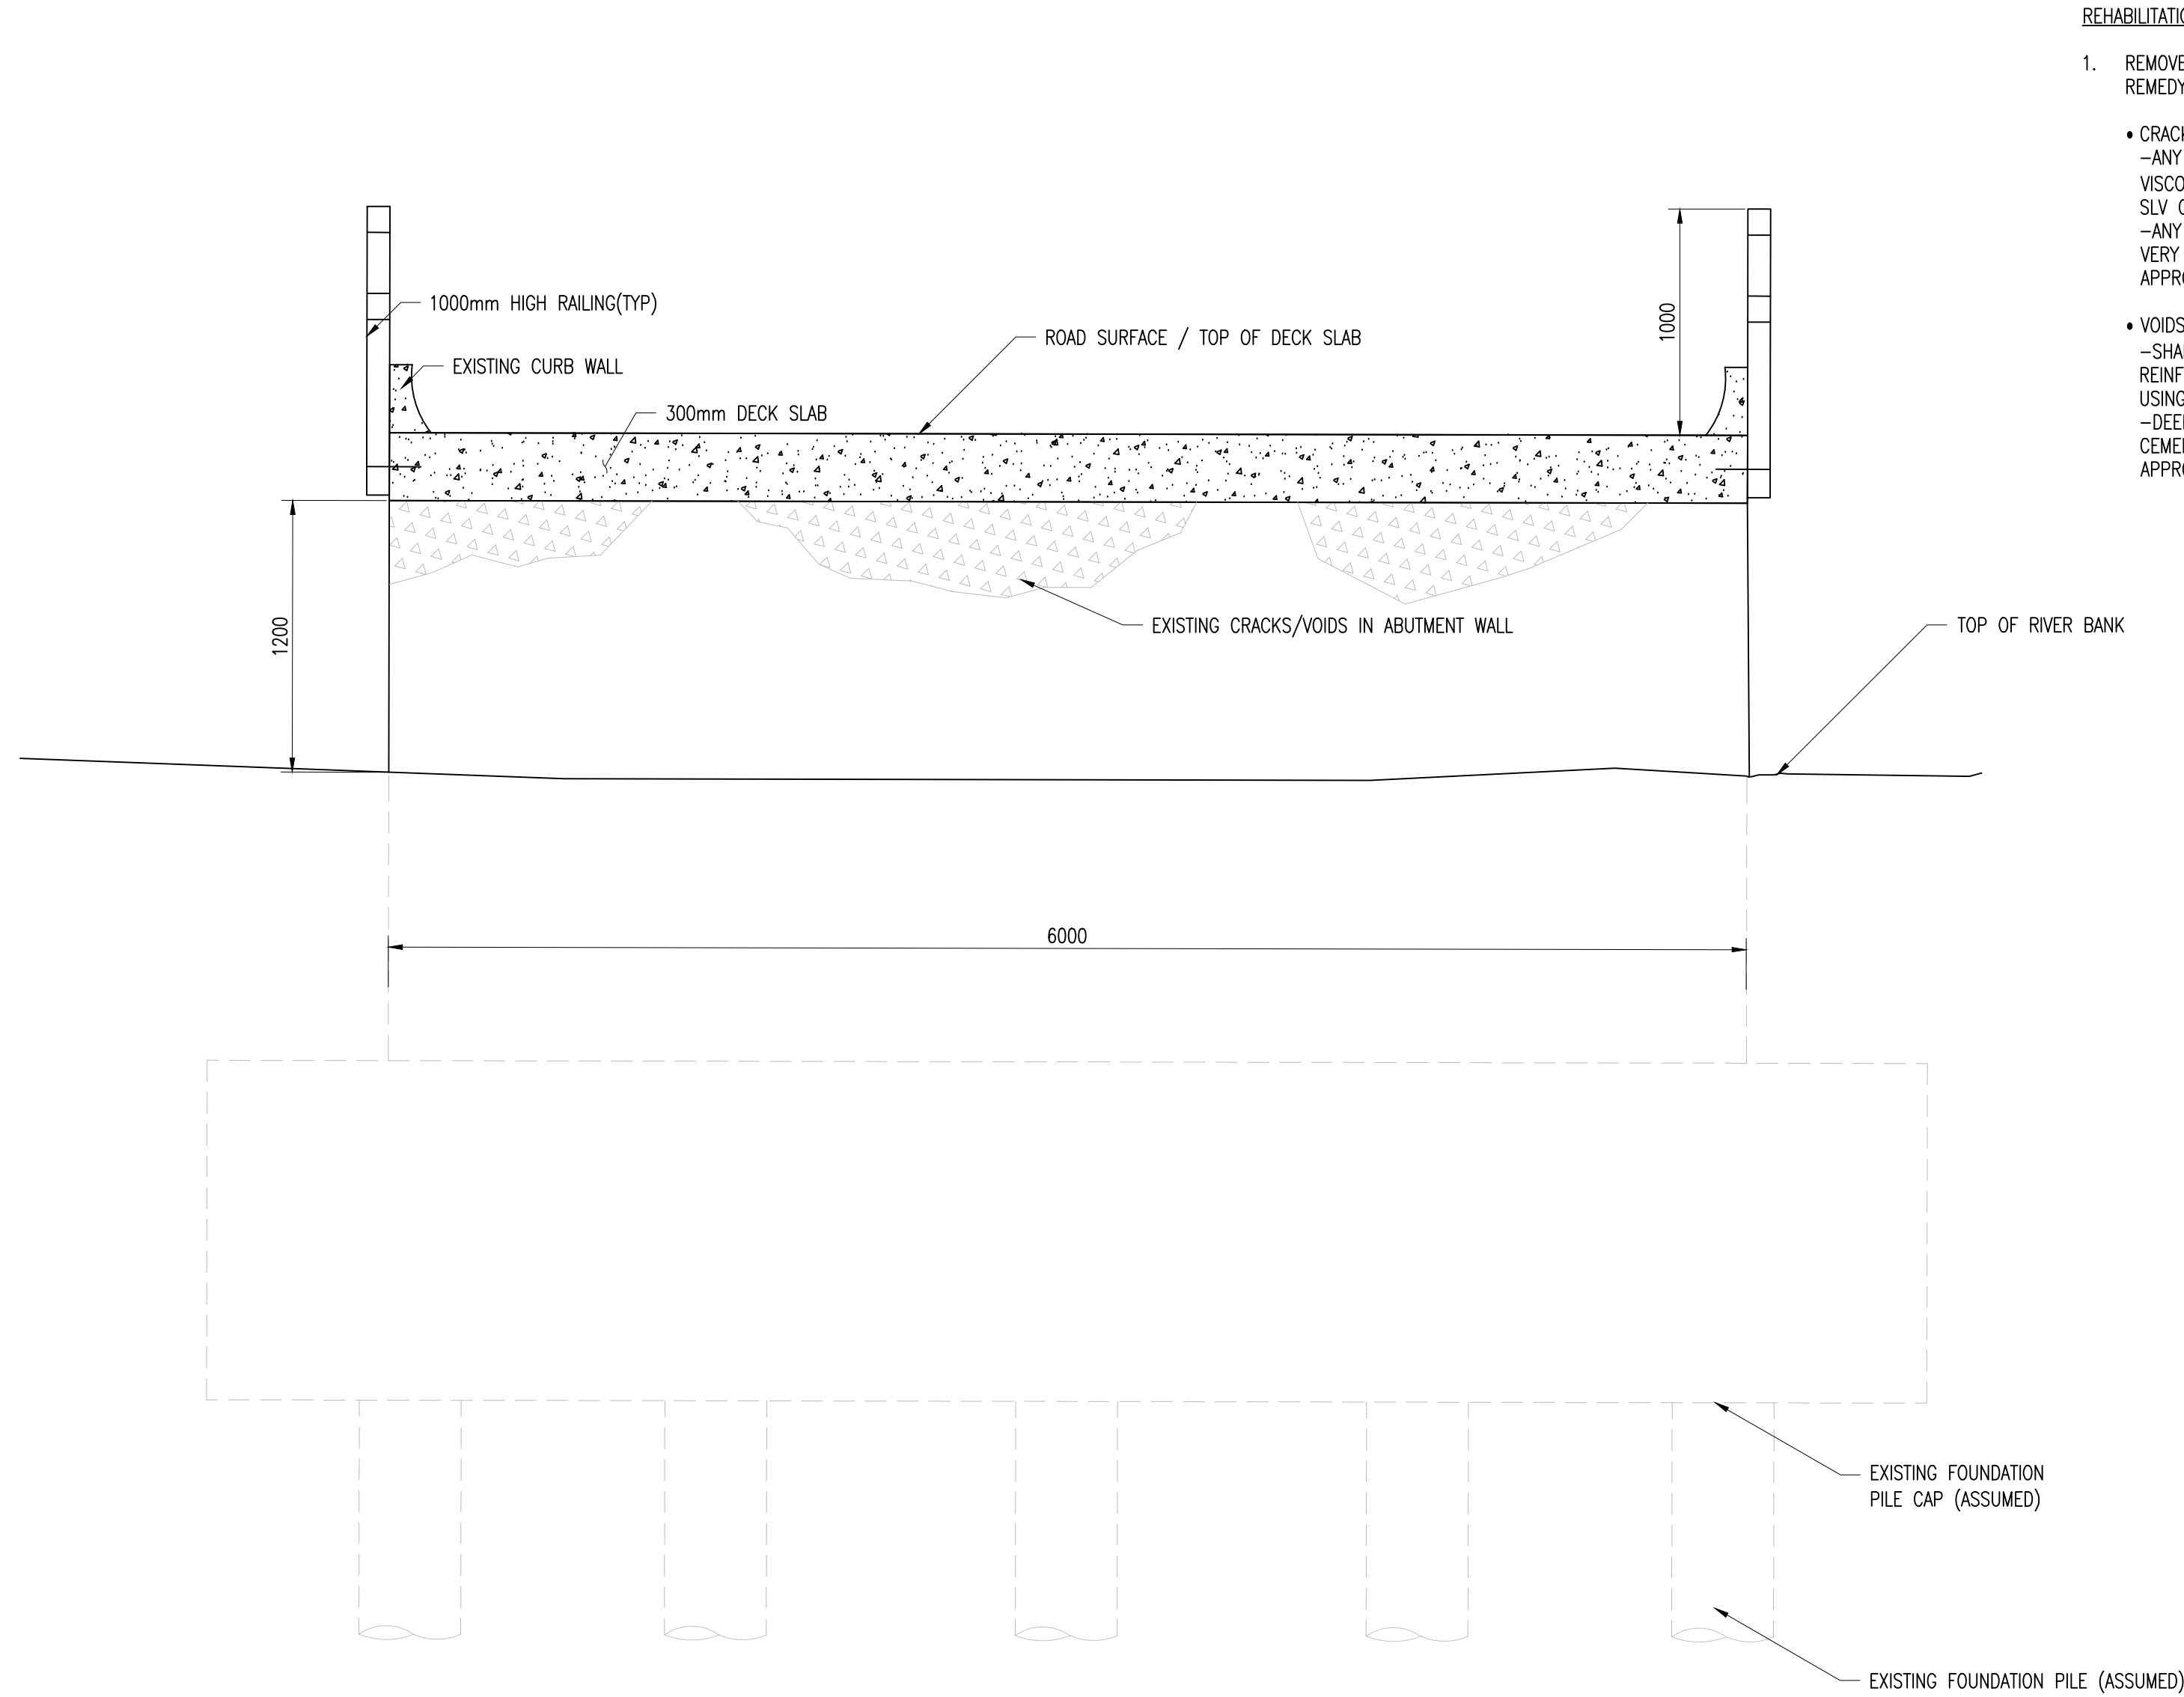 REHABILITATIO
1. REMOVE
REMEDY
• CRACK
-ANY
VISCO
SLV
-ANY
VERY
APPRO
• VOIDS
-SHA
REINF
USING
-DEE
CEME
APPRO
1000mm HIGH RAILING(TYP)
EXISTING CURB WALL
300mm DECK SLAB
ROAD SURFACE / TOP OF DECK SLAB
1000
1200
EXISTING CRACKS/VOIDS IN ABUTMENT WALL
TOP OF RIVER BANK
6000
EXISTING FOUNDATION
PILE CAP (ASSUMED)
EXISTING FOUNDATION PILE (ASSUMED)